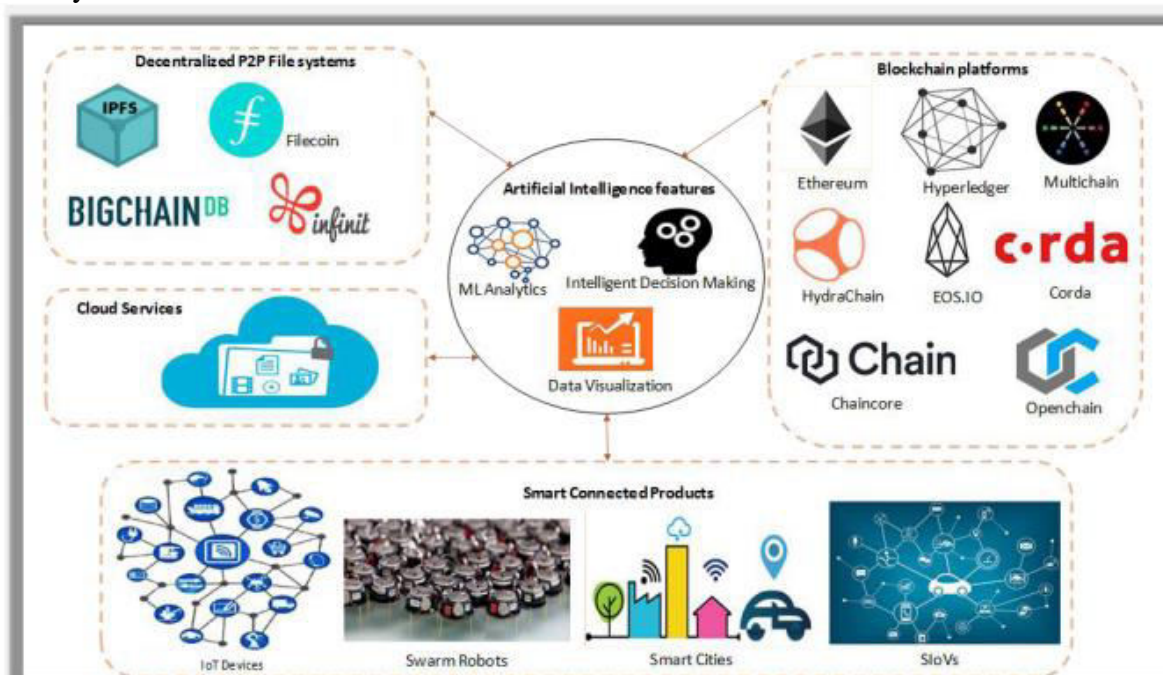 Decentralized P2P File systems
IPFS
Filecoin
BIGCHAIN DB
infinit
Cloud Services
Artificial Intelligence features
ML Analytics
Intelligent Decision Making
Data Visualization
Blockchain platforms
Ethereum
Hyperledger
Multichain
c·rda
HydraChain
EOS.IO
Corda
Chain
Chaincore
Openchain
Smart Connected Products
IoT Devices
Swarm Robots
Smart Cities
SIoVs